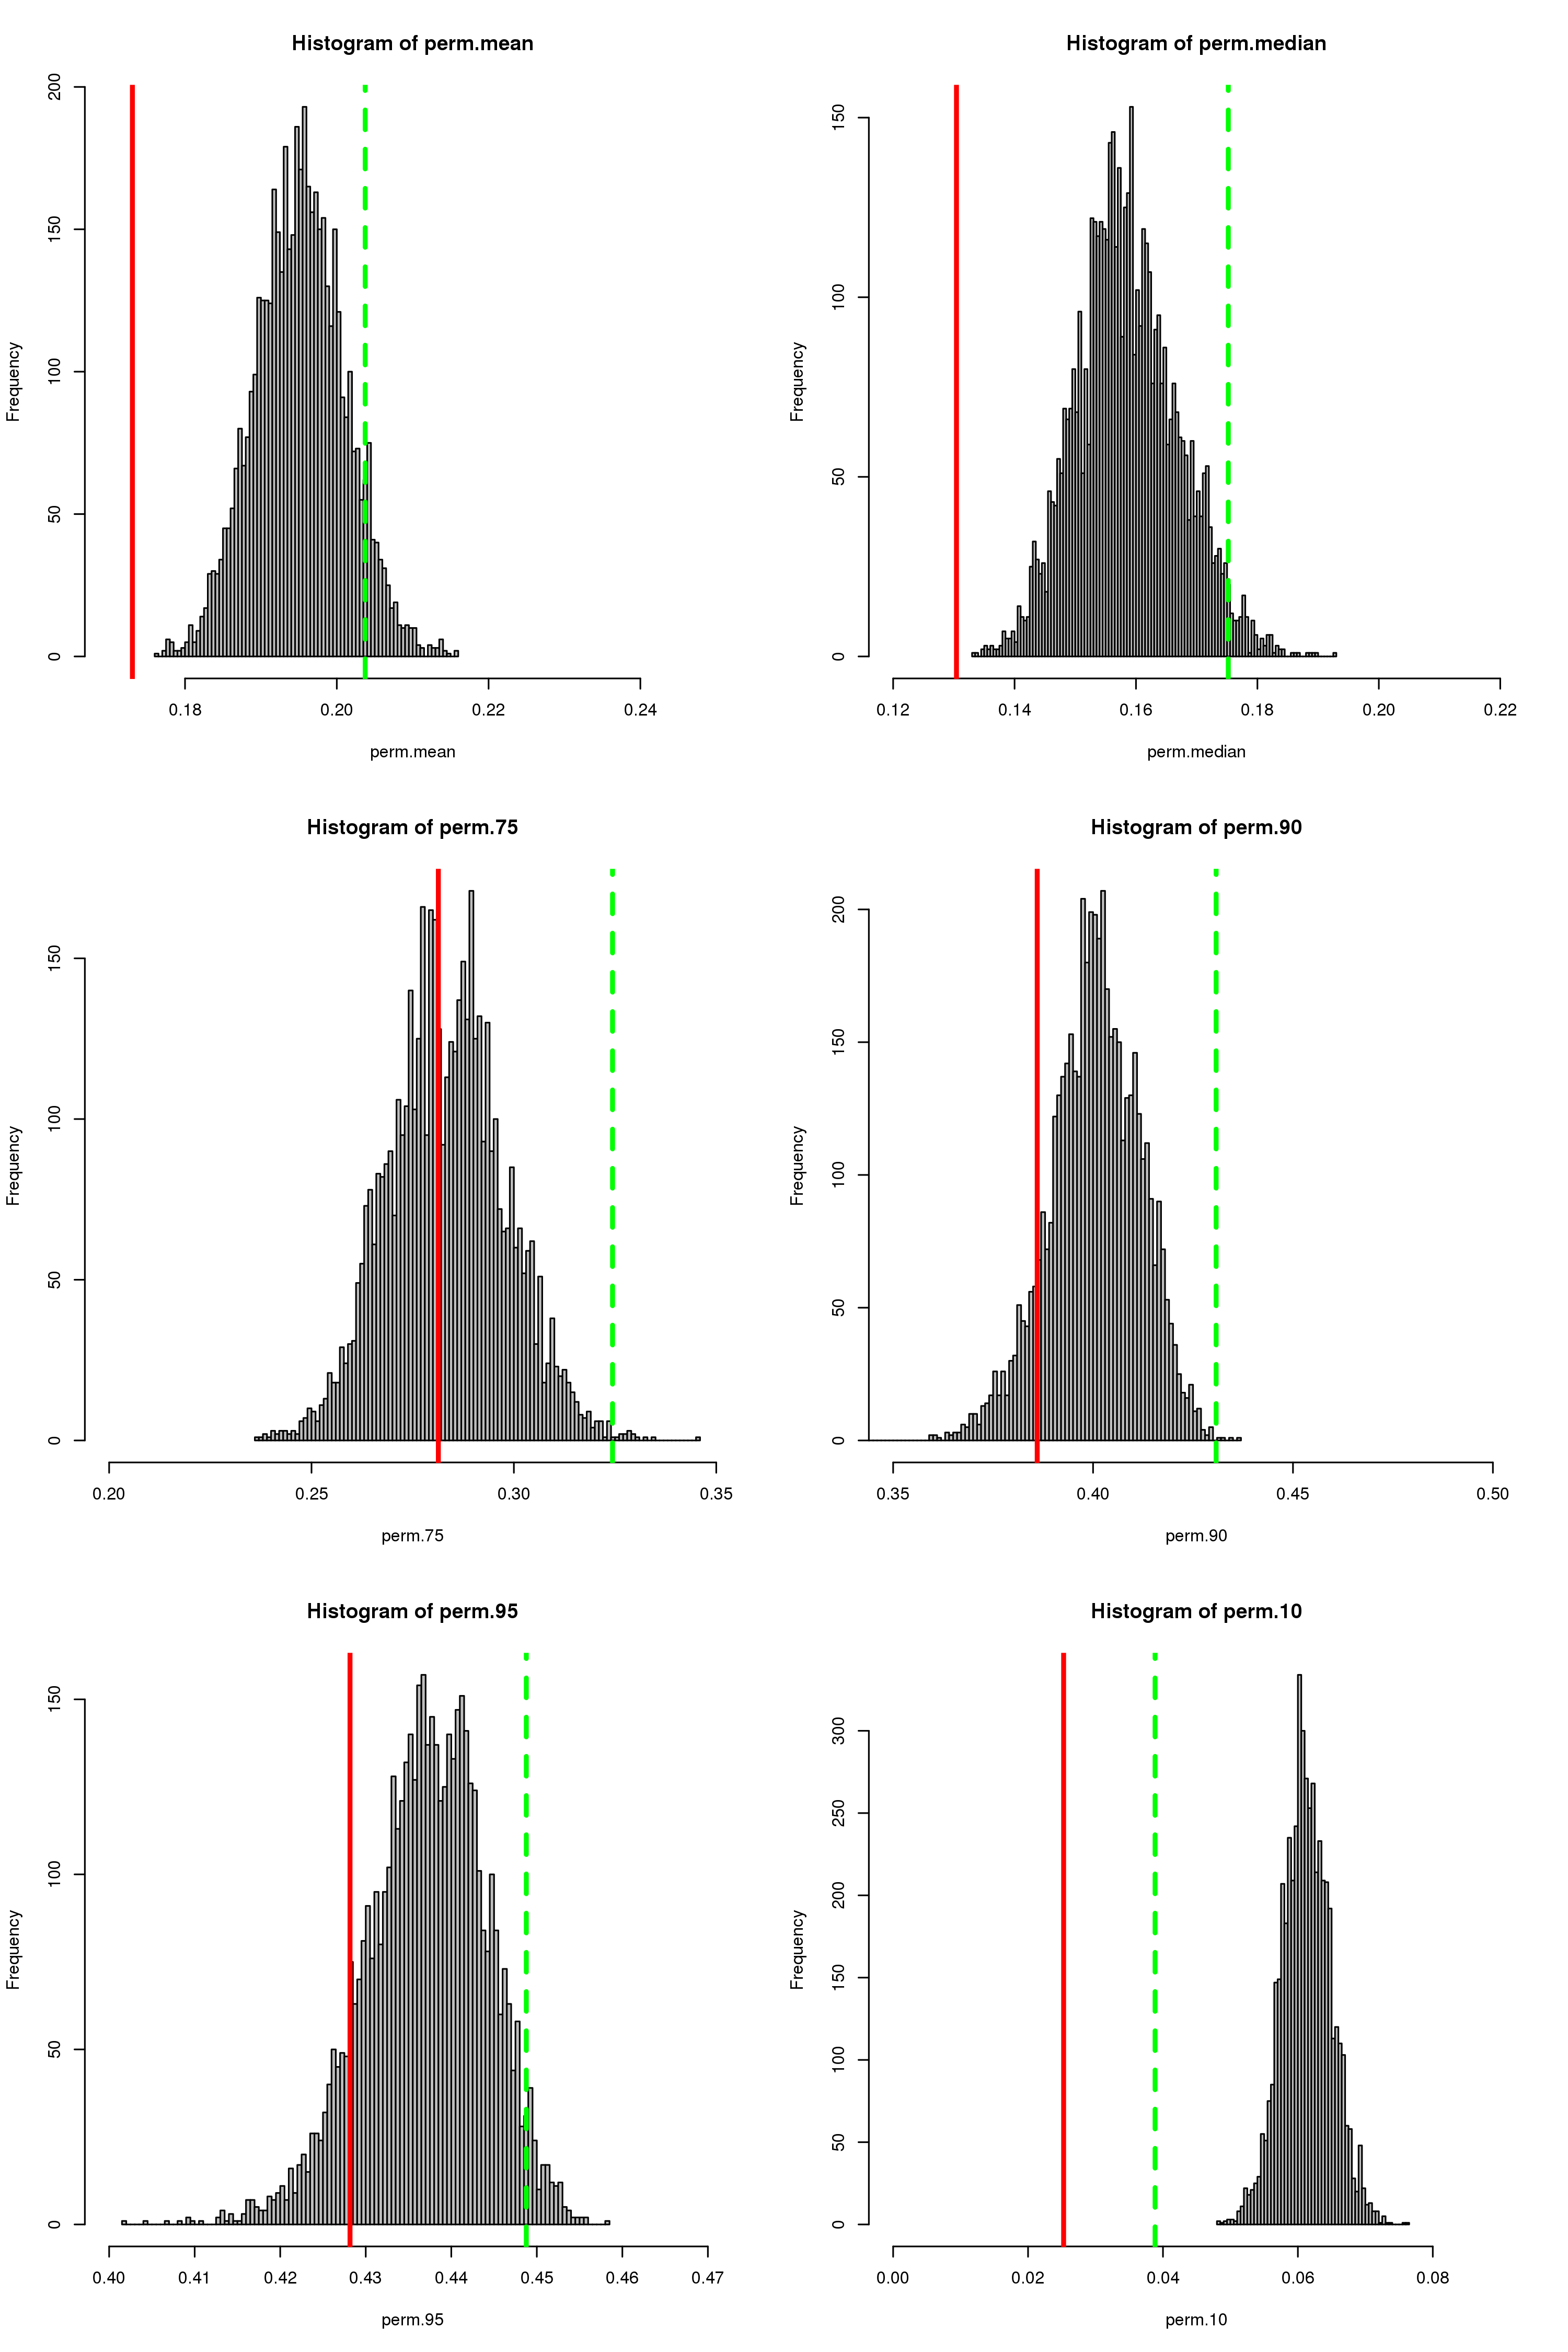 Histogram of perm.mean
Frequency
0
50
100
150
200
0.18 0.20 0.22 0.24
perm.mean
Histogram of perm.median
Frequency
0
50
100
150
0.12 0.14 0.16 0.18 0.20 0.22
perm.median
Histogram of perm.75
Frequency
0
50
100
150
0.20 0.25 0.30 0.35
perm.75
Histogram of perm.90
Frequency
0
50
100
150
200
0.35 0.40 0.45 0.50
perm.90
Histogram of perm.95
Frequency
0
50
100
150
0.40 0.41 0.42 0.43 0.44 0.45 0.46 0.47
perm.95
Histogram of perm.10
Frequency
0
50
100
150
200
250
300
0.00 0.02 0.04 0.06 0.08
perm.10